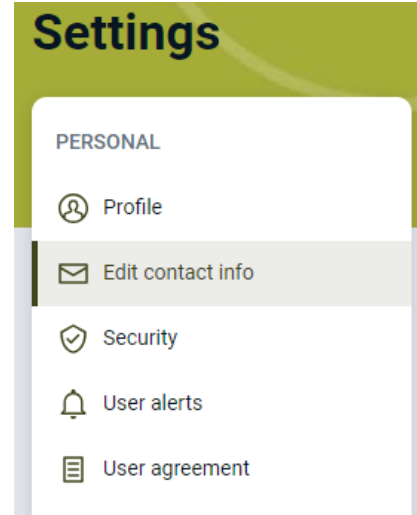 Settings
PERSONAL
Profile
Edit contact info
Security
User alerts
User agreement